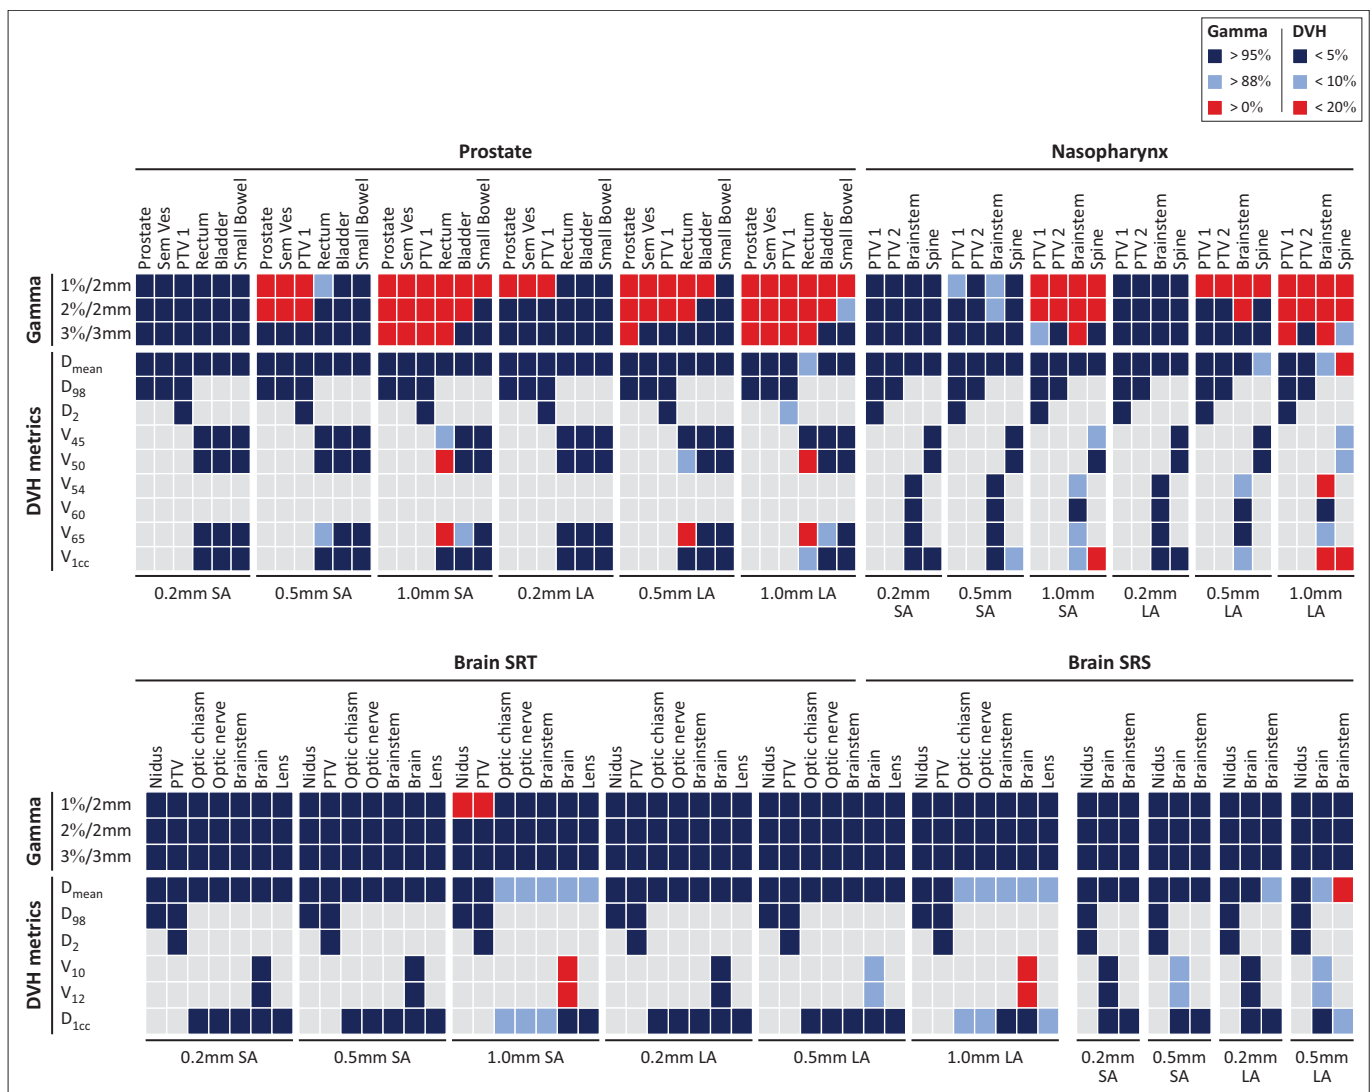 Gamma DVH
> 95% < 5%
> 88% < 10%
> 0% < 20%
Prostate Nasopharynx
Prostate Sem Ves PTV 1 Rectum Bladder Small Bowel Prostate Sem Ves PTV 1 Rectum Bladder Small Bowel Prostate Sem Ves PTV 1 Rectum Bladder Small Bowel Prostate Sem Ves PTV 1 Rectum Bladder Small Bowel Prostate Sem Ves PTV 1 Rectum Bladder Small Bowel Prostate Sem Ves PTV 1 Rectum Bladder Small Bowel PTV 1 PTV 2 Brainstem Spine PTV 1 PTV 2 Brainstem Spine PTV 1 PTV 2 Brainstem Spine PTV 1 PTV 2 Brainstem Spine PTV 1 PTV 2 Brainstem Spine PTV 1 PTV 2 Brainstem Spine
Gamma
1%/2mm
2%/2mm
3%/3mm
DVH metrics
Dmean
D98
D2
V45
V50
V54
V60
V65
V1cc
0.2mm SA 0.5mm SA 1.0mm SA 0.2mm LA 0.5mm LA 1.0mm LA 0.2mm 0.5mm 1.0mm 0.2mm 0.5mm 1.0mm
SA SA SA LA LA LA
Brain SRT Brain SRS
Nidus PTV Optic chiasm Optic nerve Brainstem Brain Lens Nidus PTV Optic chiasm Optic nerve Brainstem Brain Lens Nidus PTV Optic chiasm Optic nerve Brainstem Brain Lens Nidus PTV Optic chiasm Optic nerve Brainstem Brain Lens Nidus PTV Optic chiasm Optic nerve Brainstem Brain Lens Nidus PTV Optic chiasm Optic nerve Brainstem Brain Lens Nidus Brain Brainstem Nidus Brain Brainstem Nidus Brain Brainstem Nidus Brain Brainstem
Gamma
1%/2mm
2%/2mm
3%/3mm
DVH metrics
Dmean
D98
D2
V10
V12
D1cc
0.2mm SA 0.5mm SA 1.0mm SA 0.2mm LA 0.5mm LA 1.0mm LA 0.2mm 0.5mm 0.2mm 0.5mm
SA SA LA LA